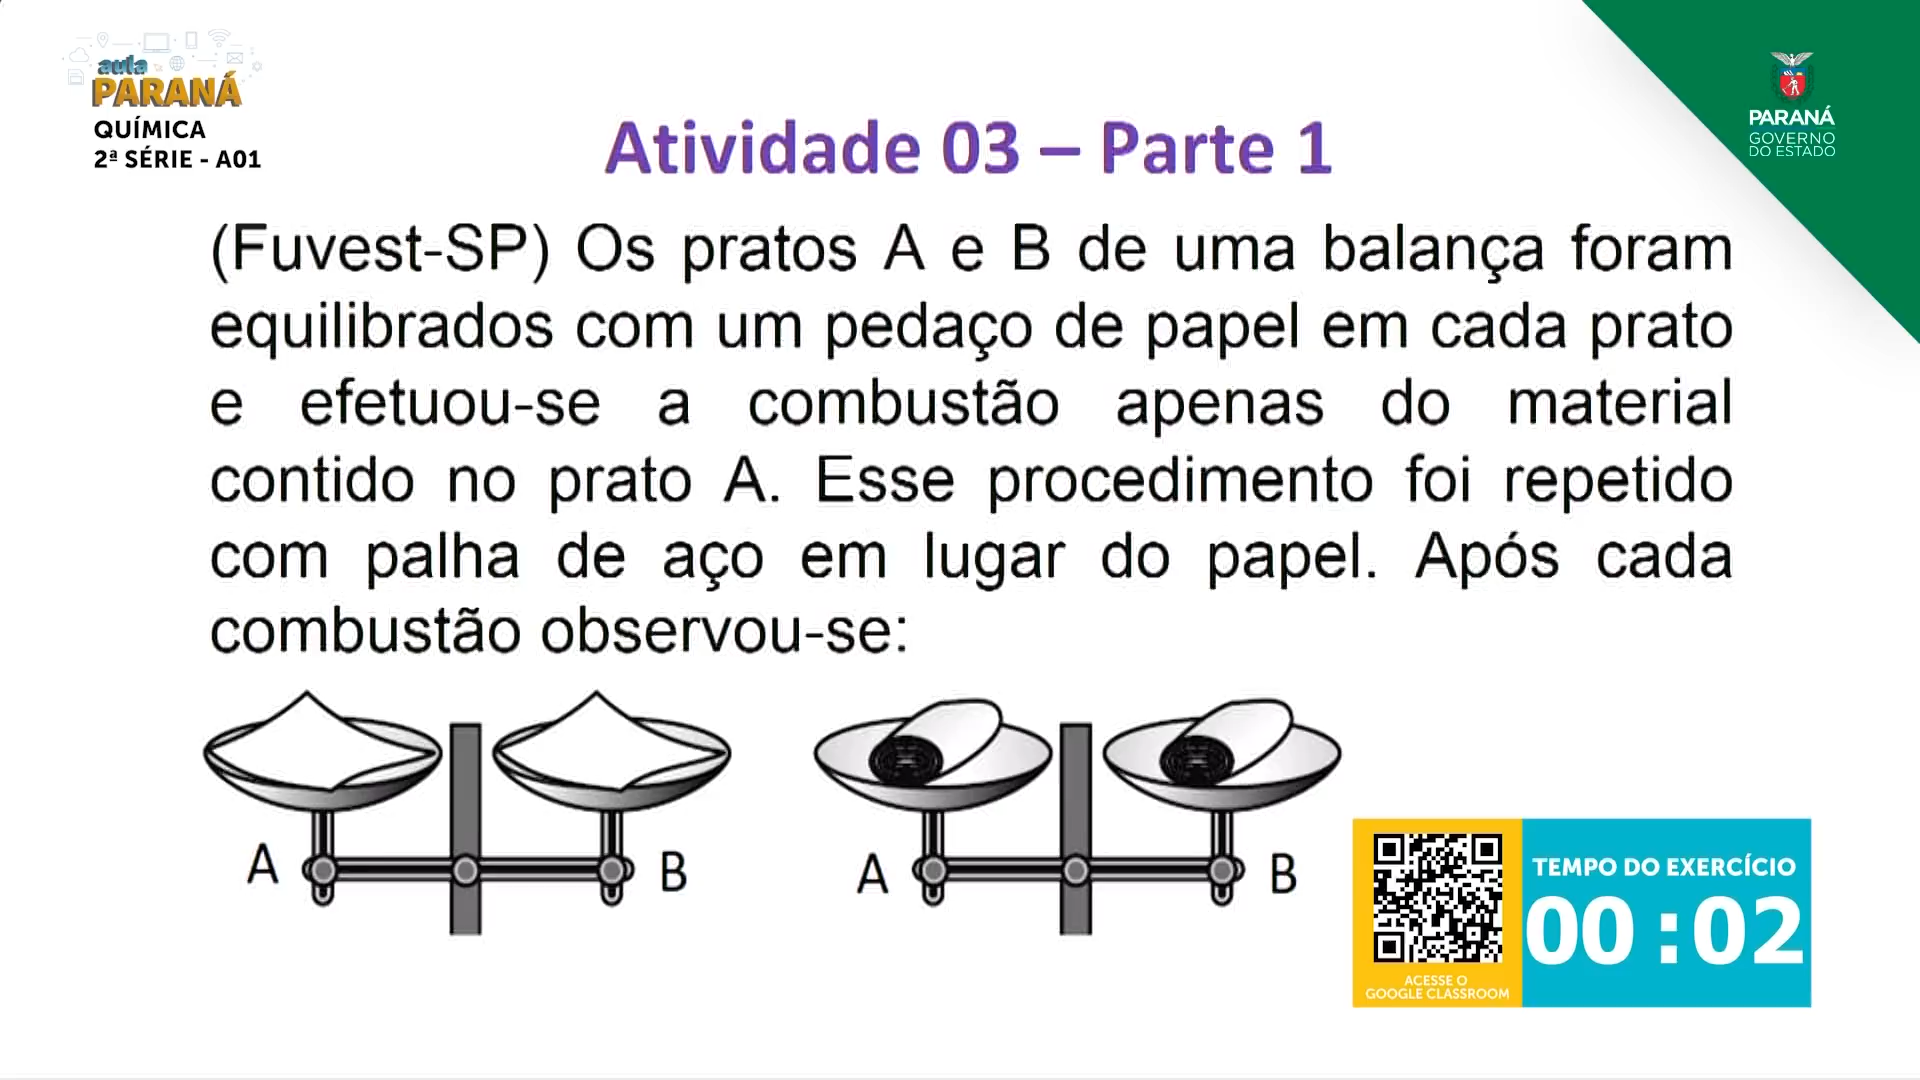 aula
PARANÁ
QUÍMICA
2ª SÉRIE - A01
PARANÁ
GOVERNO
DO ESTADO
Atividade 03 – Parte 1
(Fuvest-SP) Os pratos A e B de uma balança foram
equilibrados com um pedaço de papel em cada prato
e efetuou-se a combustão apenas do material
contido no prato A. Esse procedimento foi repetido
com palha de aço em lugar do papel. Após cada
combustão observou-se:
A B A B
TEMPO DO EXERCÍCIO
00 :02
ACESSE O
GOOGLE CLASSROOM